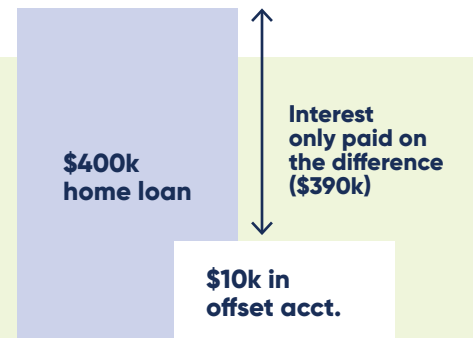 Interest
only paid on
the difference
($390k)
$400k
home loan
$10k in
offset acct.